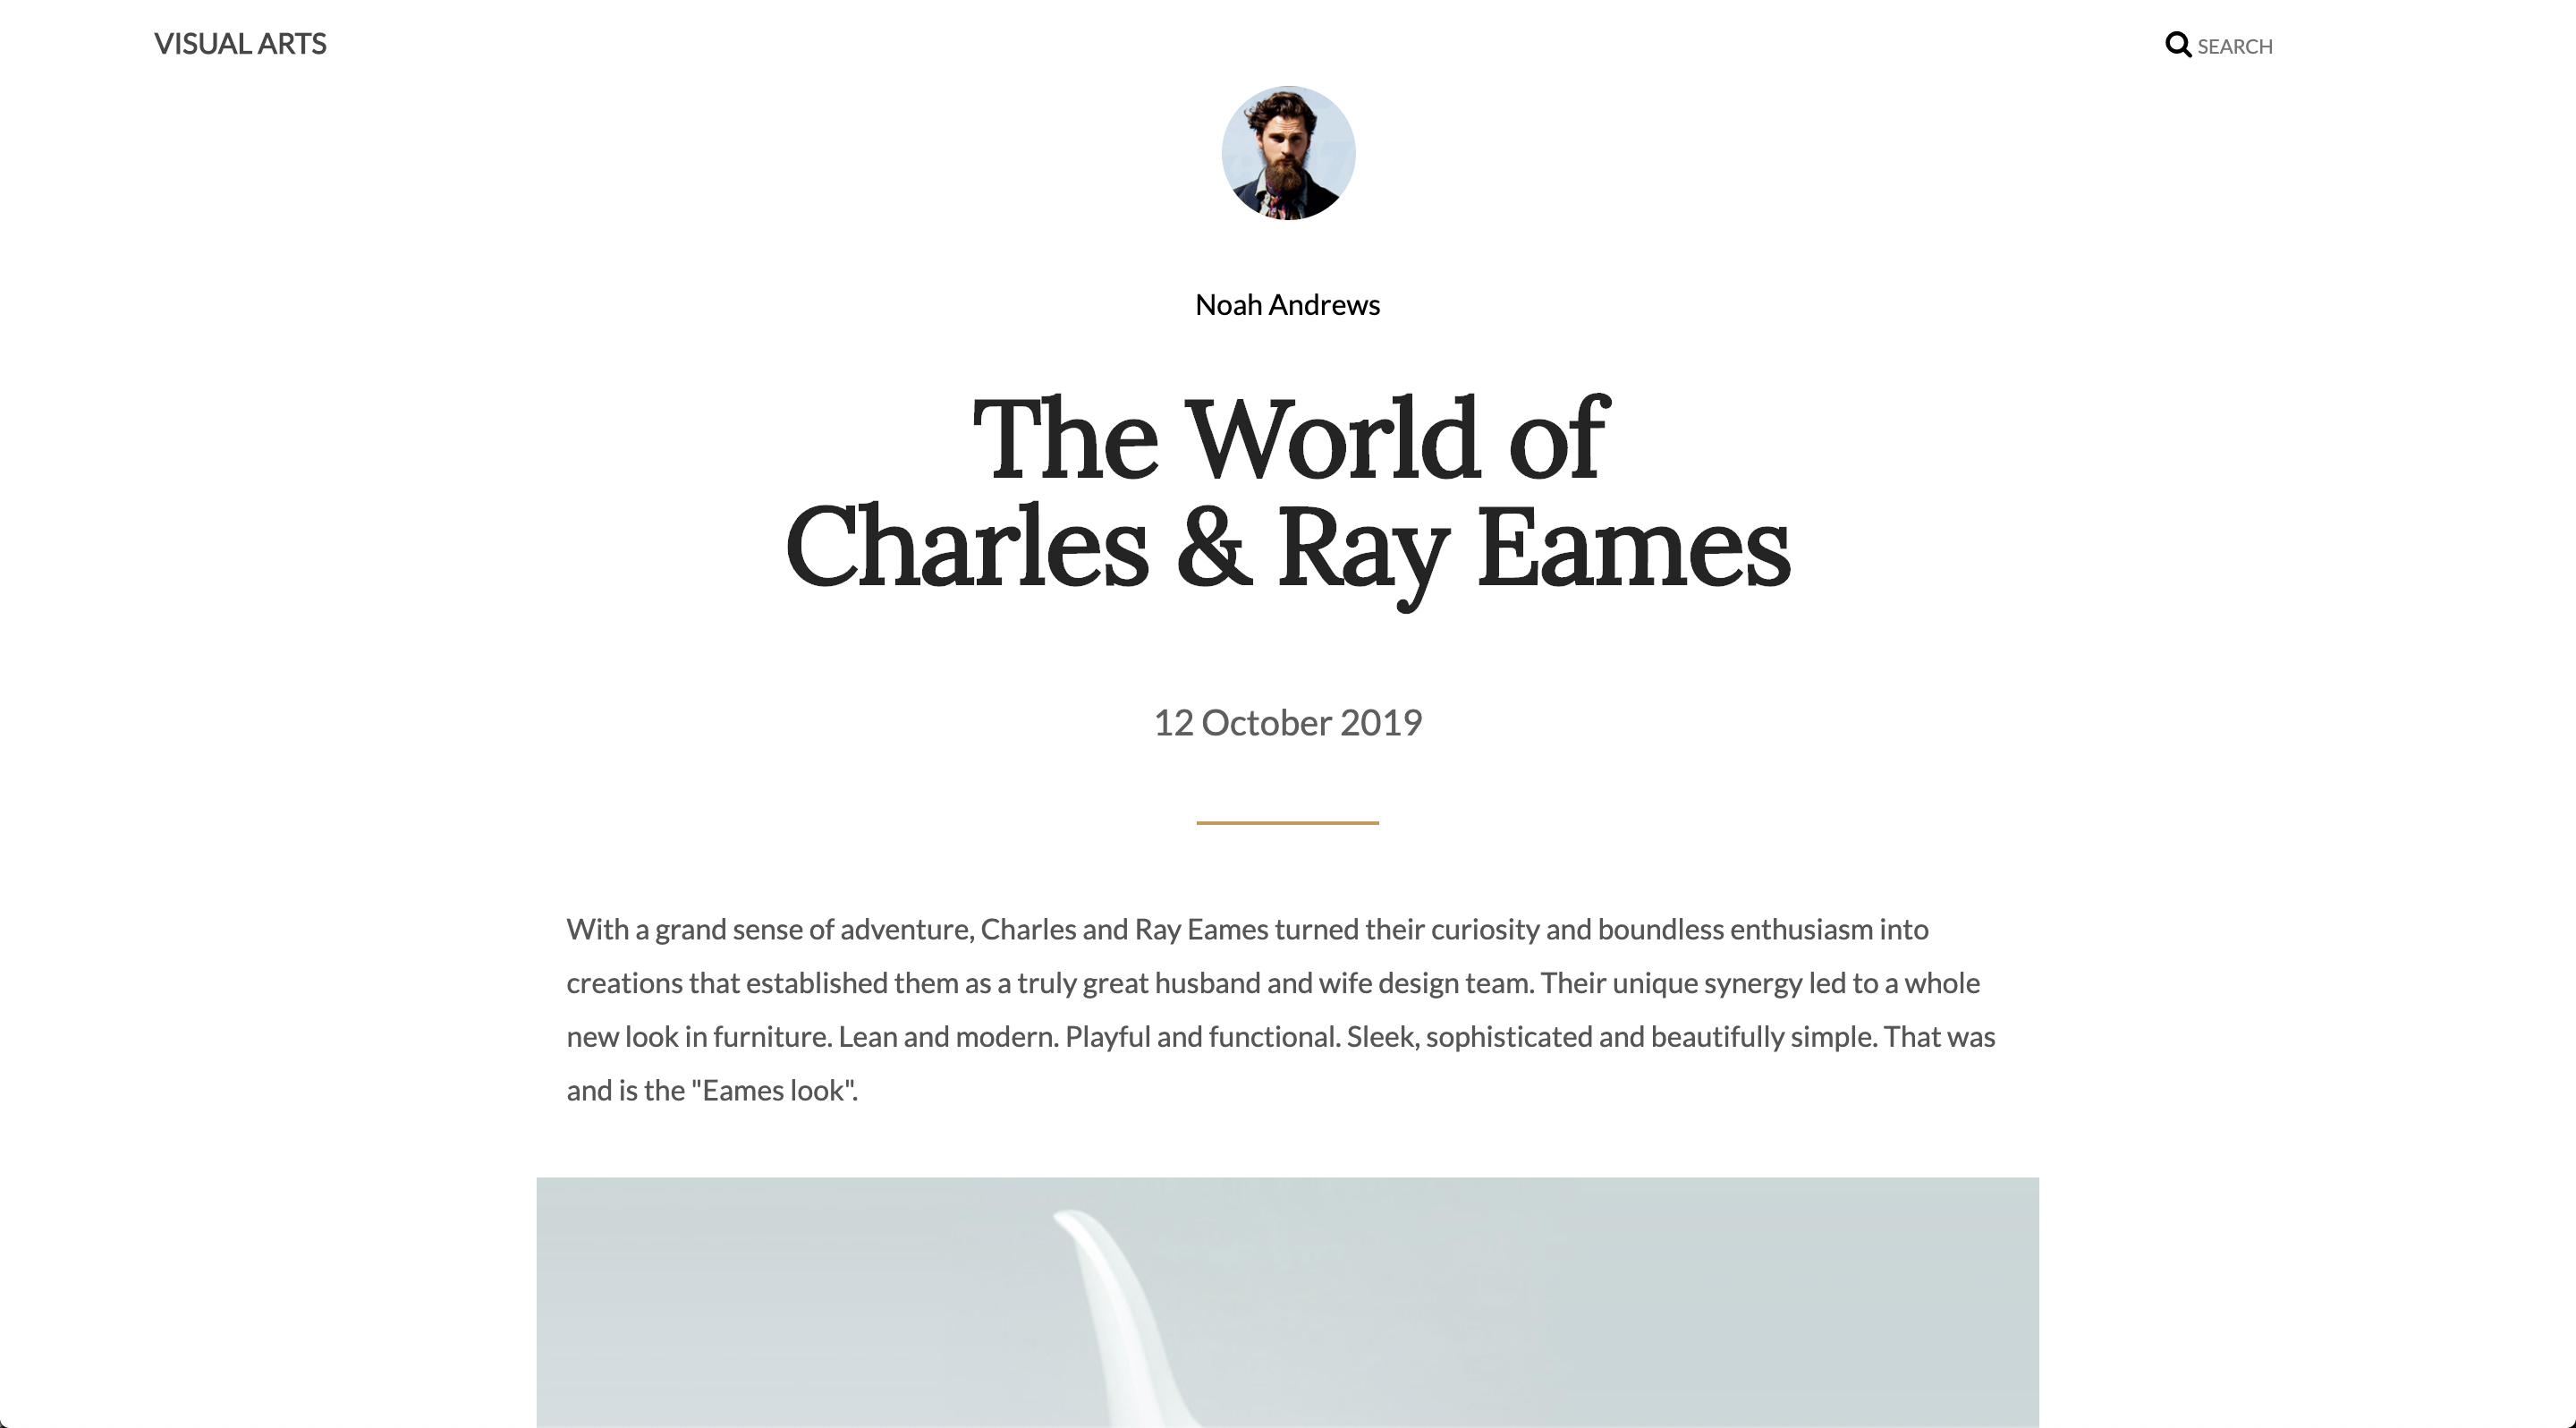 VISUAL ARTS
SEARCH
Noah Andrews
The World of
Charles & Ray Eames
12 October 2019
With a grand sense of adventure, Charles and Ray Eames turned their curiosity and boundless enthusiasm into
creations that established them as a truly great husband and wife design team. Their unique synergy led to a whole
new look in furniture. Lean and modern. Playful and functional. Sleek, sophisticated and beautifully simple. That was
and is the "Eames look".